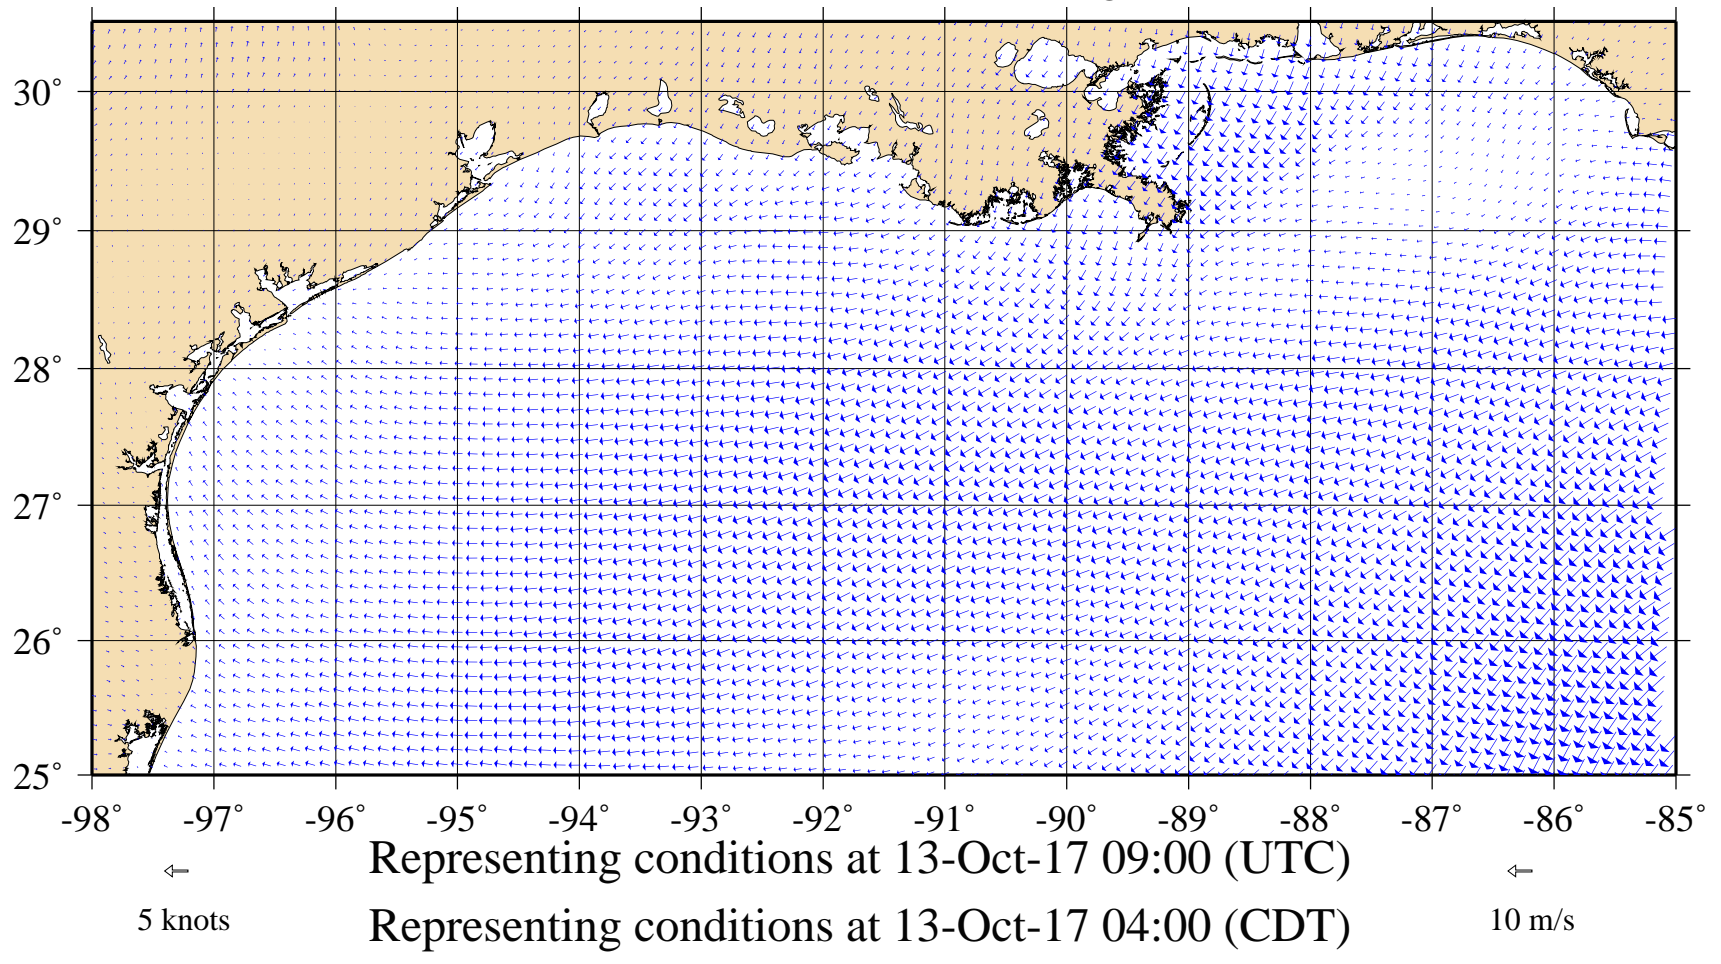 30°
29°
28°
27°
26°
25°
-98° -97° -96° -95° -94° -93° -92° -91° -90° -89° -88° -87° -86° -85°
Representing conditions at 13-Oct-17 09:00 (UTC)
5 knots
Representing conditions at 13-Oct-17 04:00 (CDT)
10 m/s